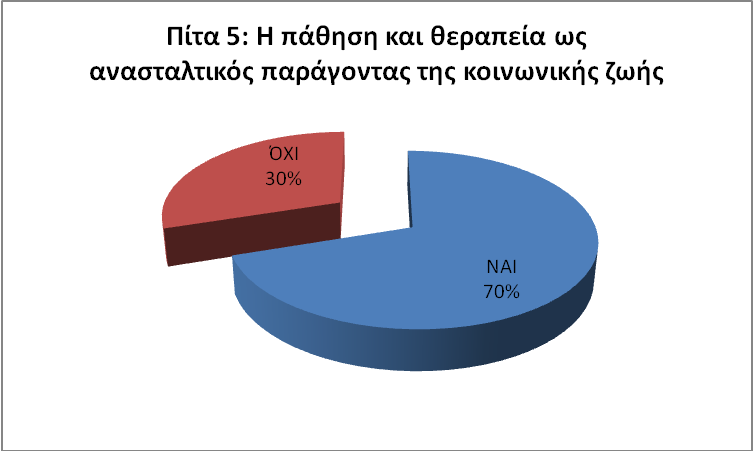 Πίτα 5: Η πάθηση και θεραπεία ως
ανασταλτικός παράγοντας της κοινωνικής ζωής
ΌΧΙ
30%
ΝΑΙ
70%